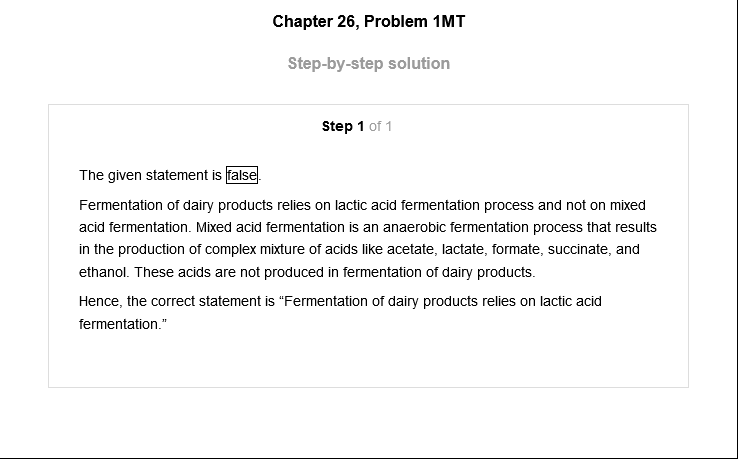 Chapter 26, Problem 1MT
Step-by-step solution
Step 1 of 1
The given statement is false.
Fermentation of dairy products relies on lactic acid fermentation process and not on mixed
acid fermentation. Mixed acid fermentation is an anaerobic fermentation process that results
in the production of complex mixture of acids like acetate, lactate, formate, succinate, and
ethanol. These acids are not produced in fermentation of dairy products.
Hence, the correct statement is “Fermentation of dairy products relies on lactic acid
fermentation.”